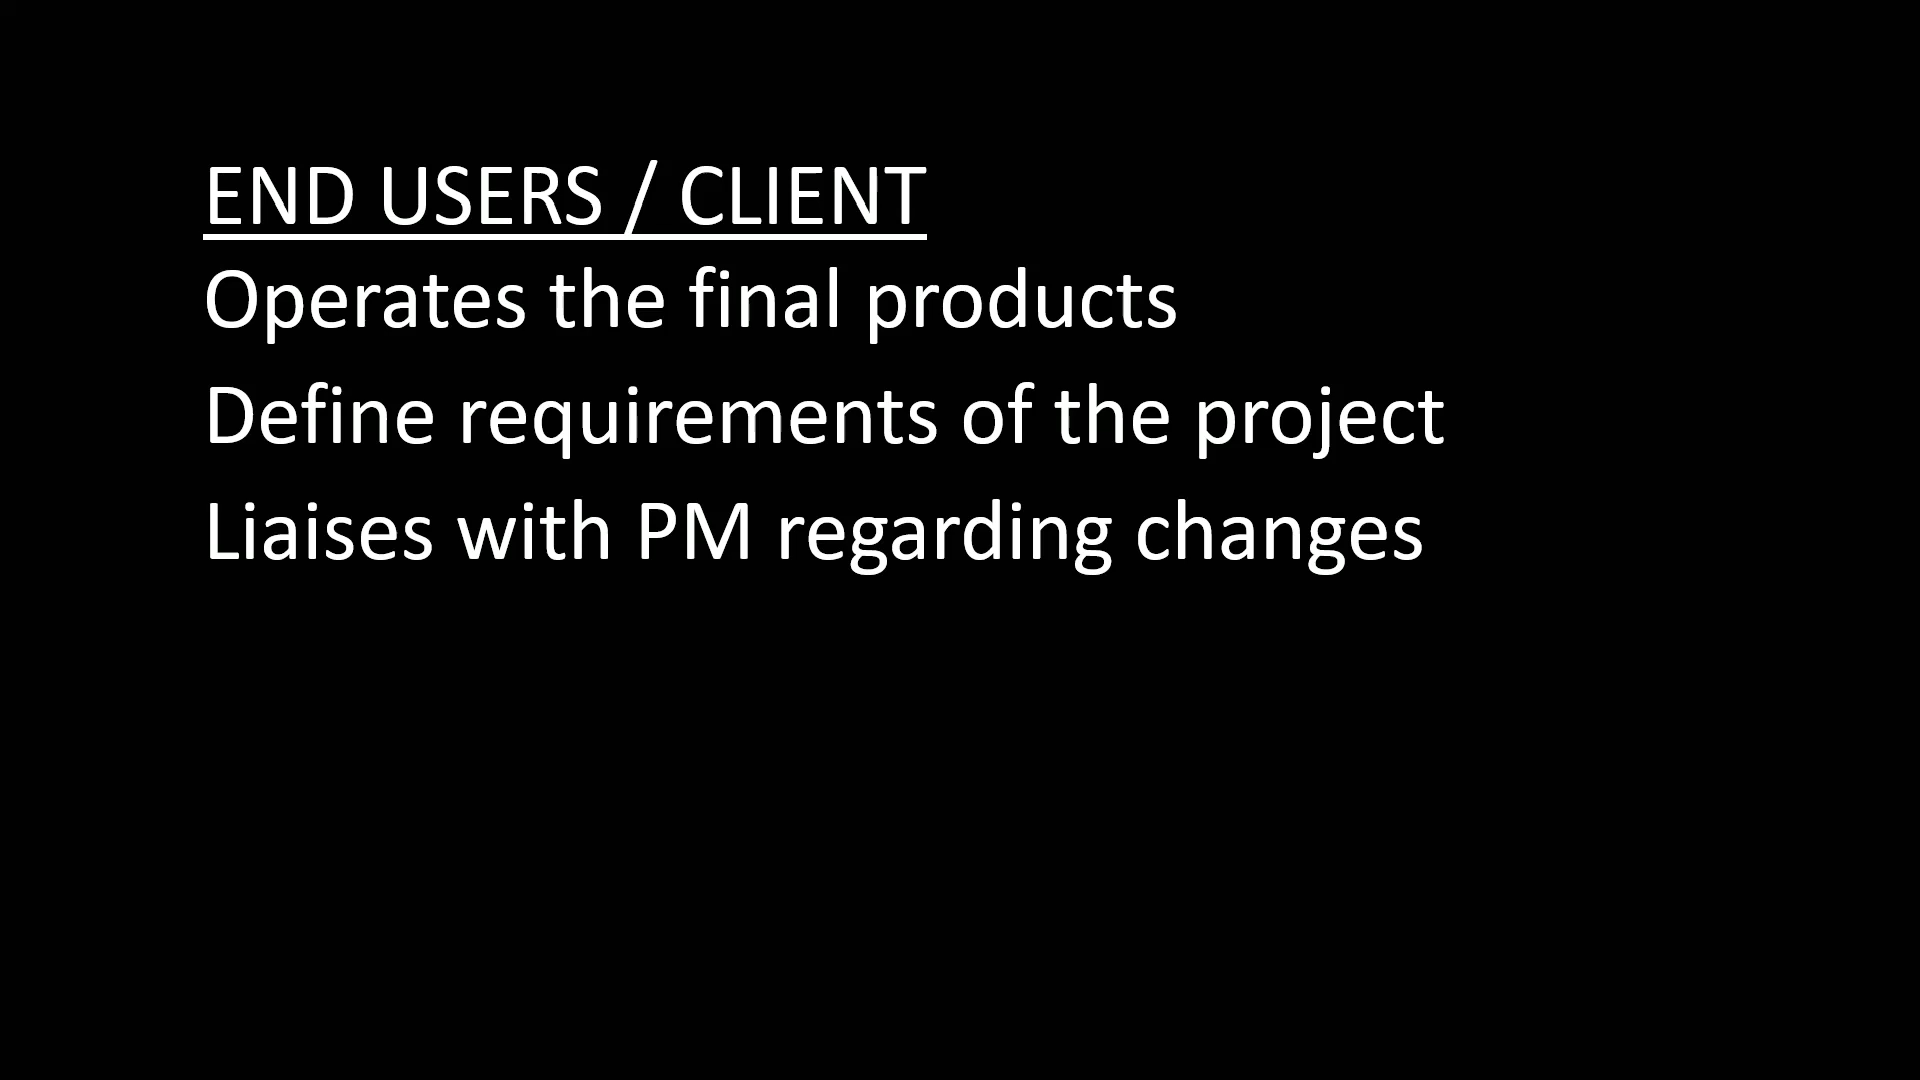 END USERS / CLIENT
Operates the final products
Define requirements of the project
Liaises with PM regarding changes